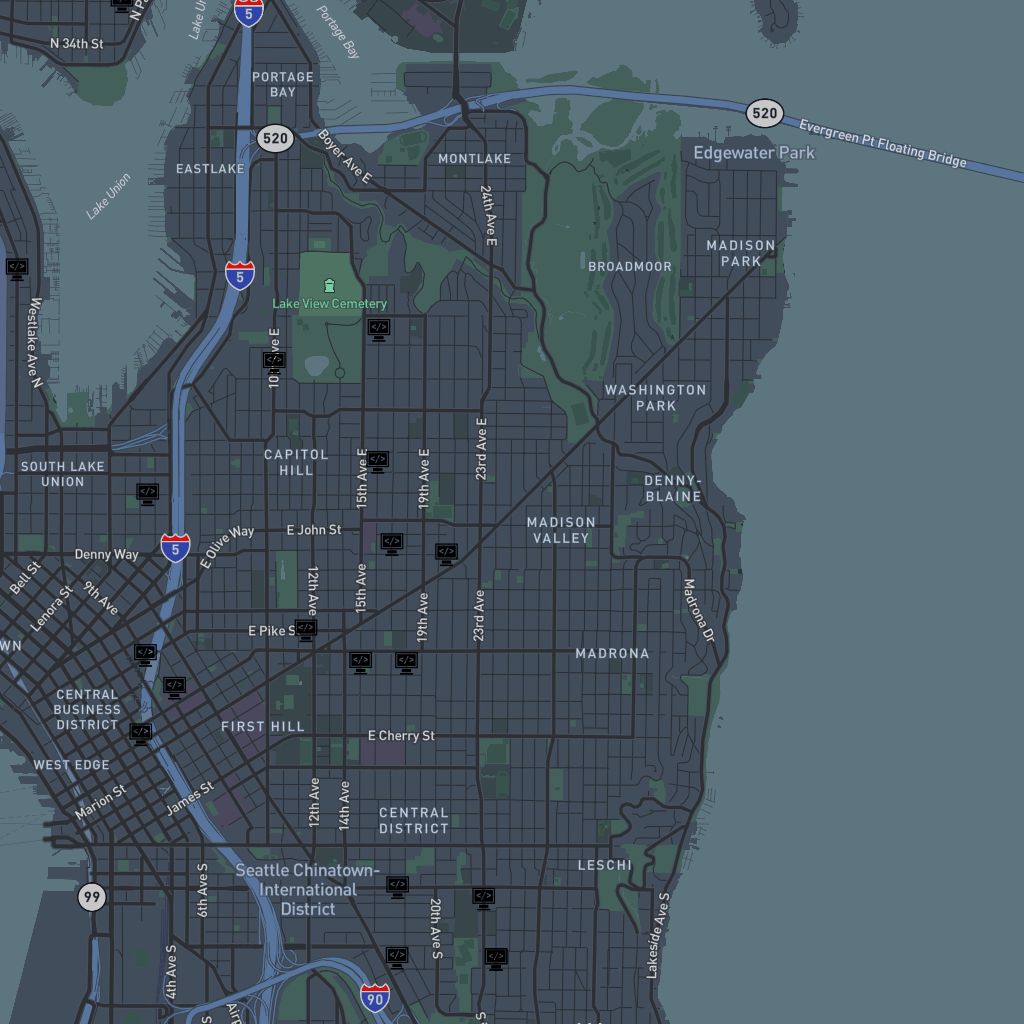 N 34th St
5
Portage Bay
PORTAGE
BAY
520
520
Evergreen Pt Floating Bridge
Boyer Ave E
MONTLAKE
Edgewater Park
EASTLAKE
Lake Union
24th Ave E
MADISON
PARK
BROADMOOR
5
Lake View Cemetery
Westlake Ave N
WASHINGTON
PARK
CAPITOL
HILL
SOUTH LAKE
UNION
15th Ave E
19th Ave E
23rd Ave E
DENNY-
BLAINE
MADISON
VALLEY
E John St
E Olive Way
5
Denny Way
Bell St
Lenora St
9th Ave
12th Ave
15th Ave
19th Ave
23rd Ave
Madrona Dr
E Pike S
WN
MADRONA
CENTRAL
BUSINESS
DISTRICT
FIRST HILL
E Cherry St
WEST EDGE
Marion St
James St
12th Ave
14th Ave
CENTRAL
DISTRICT
LESCHI
Seattle Chinatown-
International
District
99
6th Ave S
20th Ave S
Lakeside Ave S
4th Ave S
90